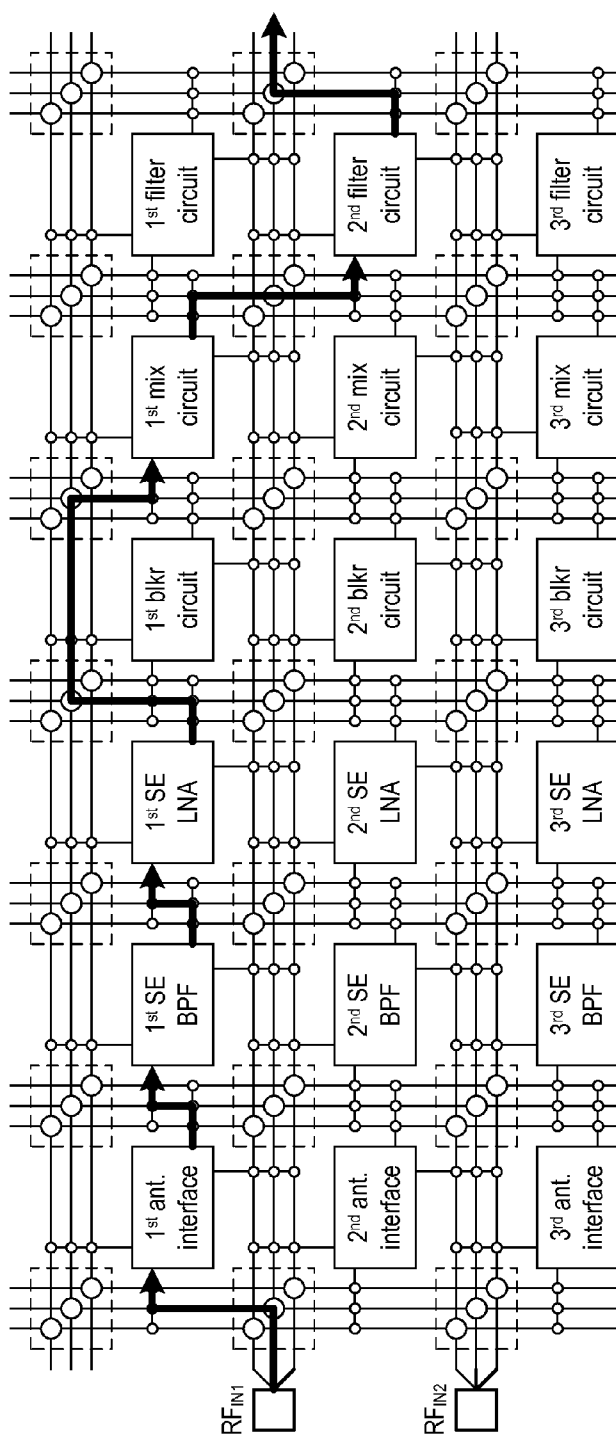 RFIN1
RFIN2
1st ant.
interface
1st SE
BPF
1st SE
LNA
1st blkr
circuit
1st mix
circuit
1st filter
circuit
2nd ant.
interface
2nd SE
BPF
2nd SE
LNA
2nd blkr
circuit
2nd mix
circuit
2nd filter
circuit
3rd ant.
interface
3rd SE
BPF
3rd SE
LNA
3rd blkr
circuit
3rd mix
circuit
3rd filter
circuit